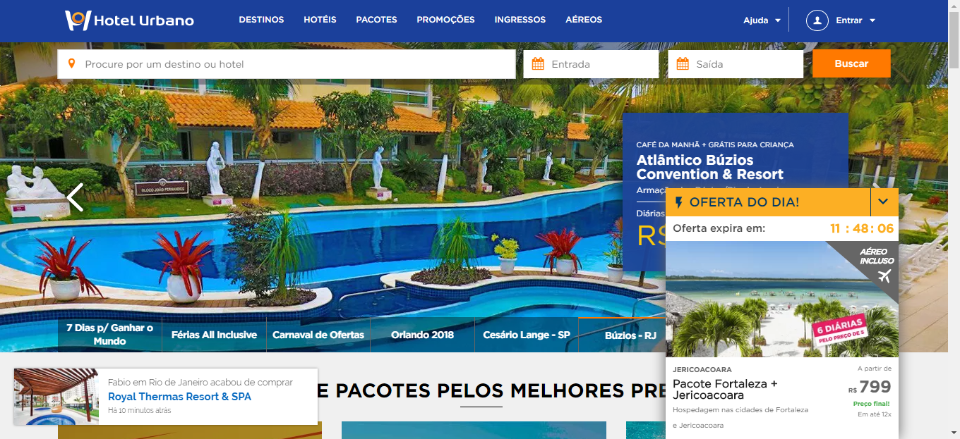 Hotel Urbano
DESTINOS HOTÉIS PACOTES PROMOÇÕES INGRESSOS AÉREOS
Ajuda
Entrar
Procure por um destino ou hotel
Entrada
Saída
Buscar
CAFÉ DA MANHÃ + GRÁTIS PARA CRIANÇA
Atlântico Búzios
Convention & Resort
Diárias
R$
BLOCO JOÃO FERNANDES
OFERTA DO DIA!
Oferta expira em: 11 : 48 : 06
AÉREO
INCLUSO
6 DIÁRIAS
PELO PREÇO DE 5
JERICOACOARA
Pacote Fortaleza +
Jericoacoara
Hospedagem nas cidades de Fortaleza
e Jericoacoara
A partir de
R$ 799
Preço final!
Em até 12x
7 Dias p/ Ganhar o
Mundo
Férias All Inclusive
Carnaval de Ofertas
Orlando 2018
Cesário Lange - SP
Búzios - RJ
E PACOTES PELOS MELHORES PRE
Fabio em Rio de Janeiro acabou de comprar
Royal Thermas Resort & SPA
Há 10 minutos atrás